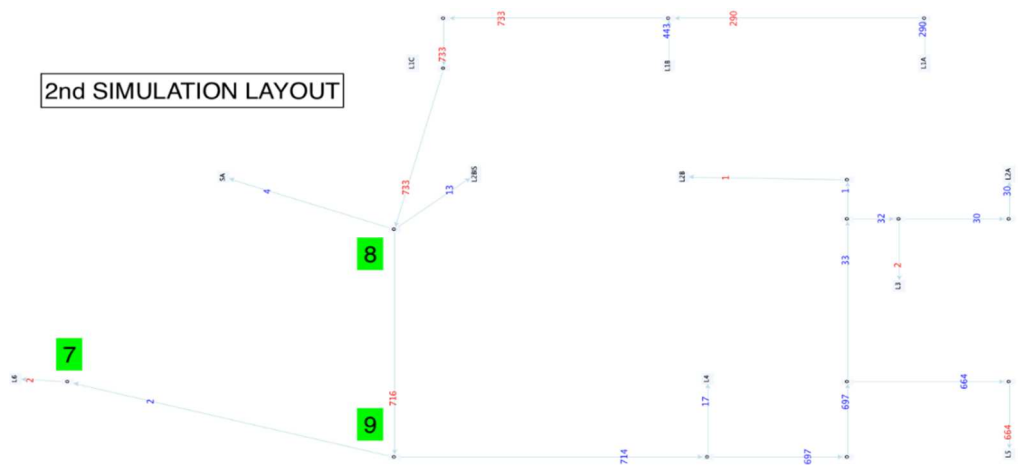 733
290
443
290
L1C
733
L1B
L1A
2nd SIMULATION LAYOUT
SA
4
733
13
L2BS
L2B
1
1
30
L2A
8
32
30
33
2
L3
7
L6
2
2
716
9
L4
17
697
664
664
L5
714
697